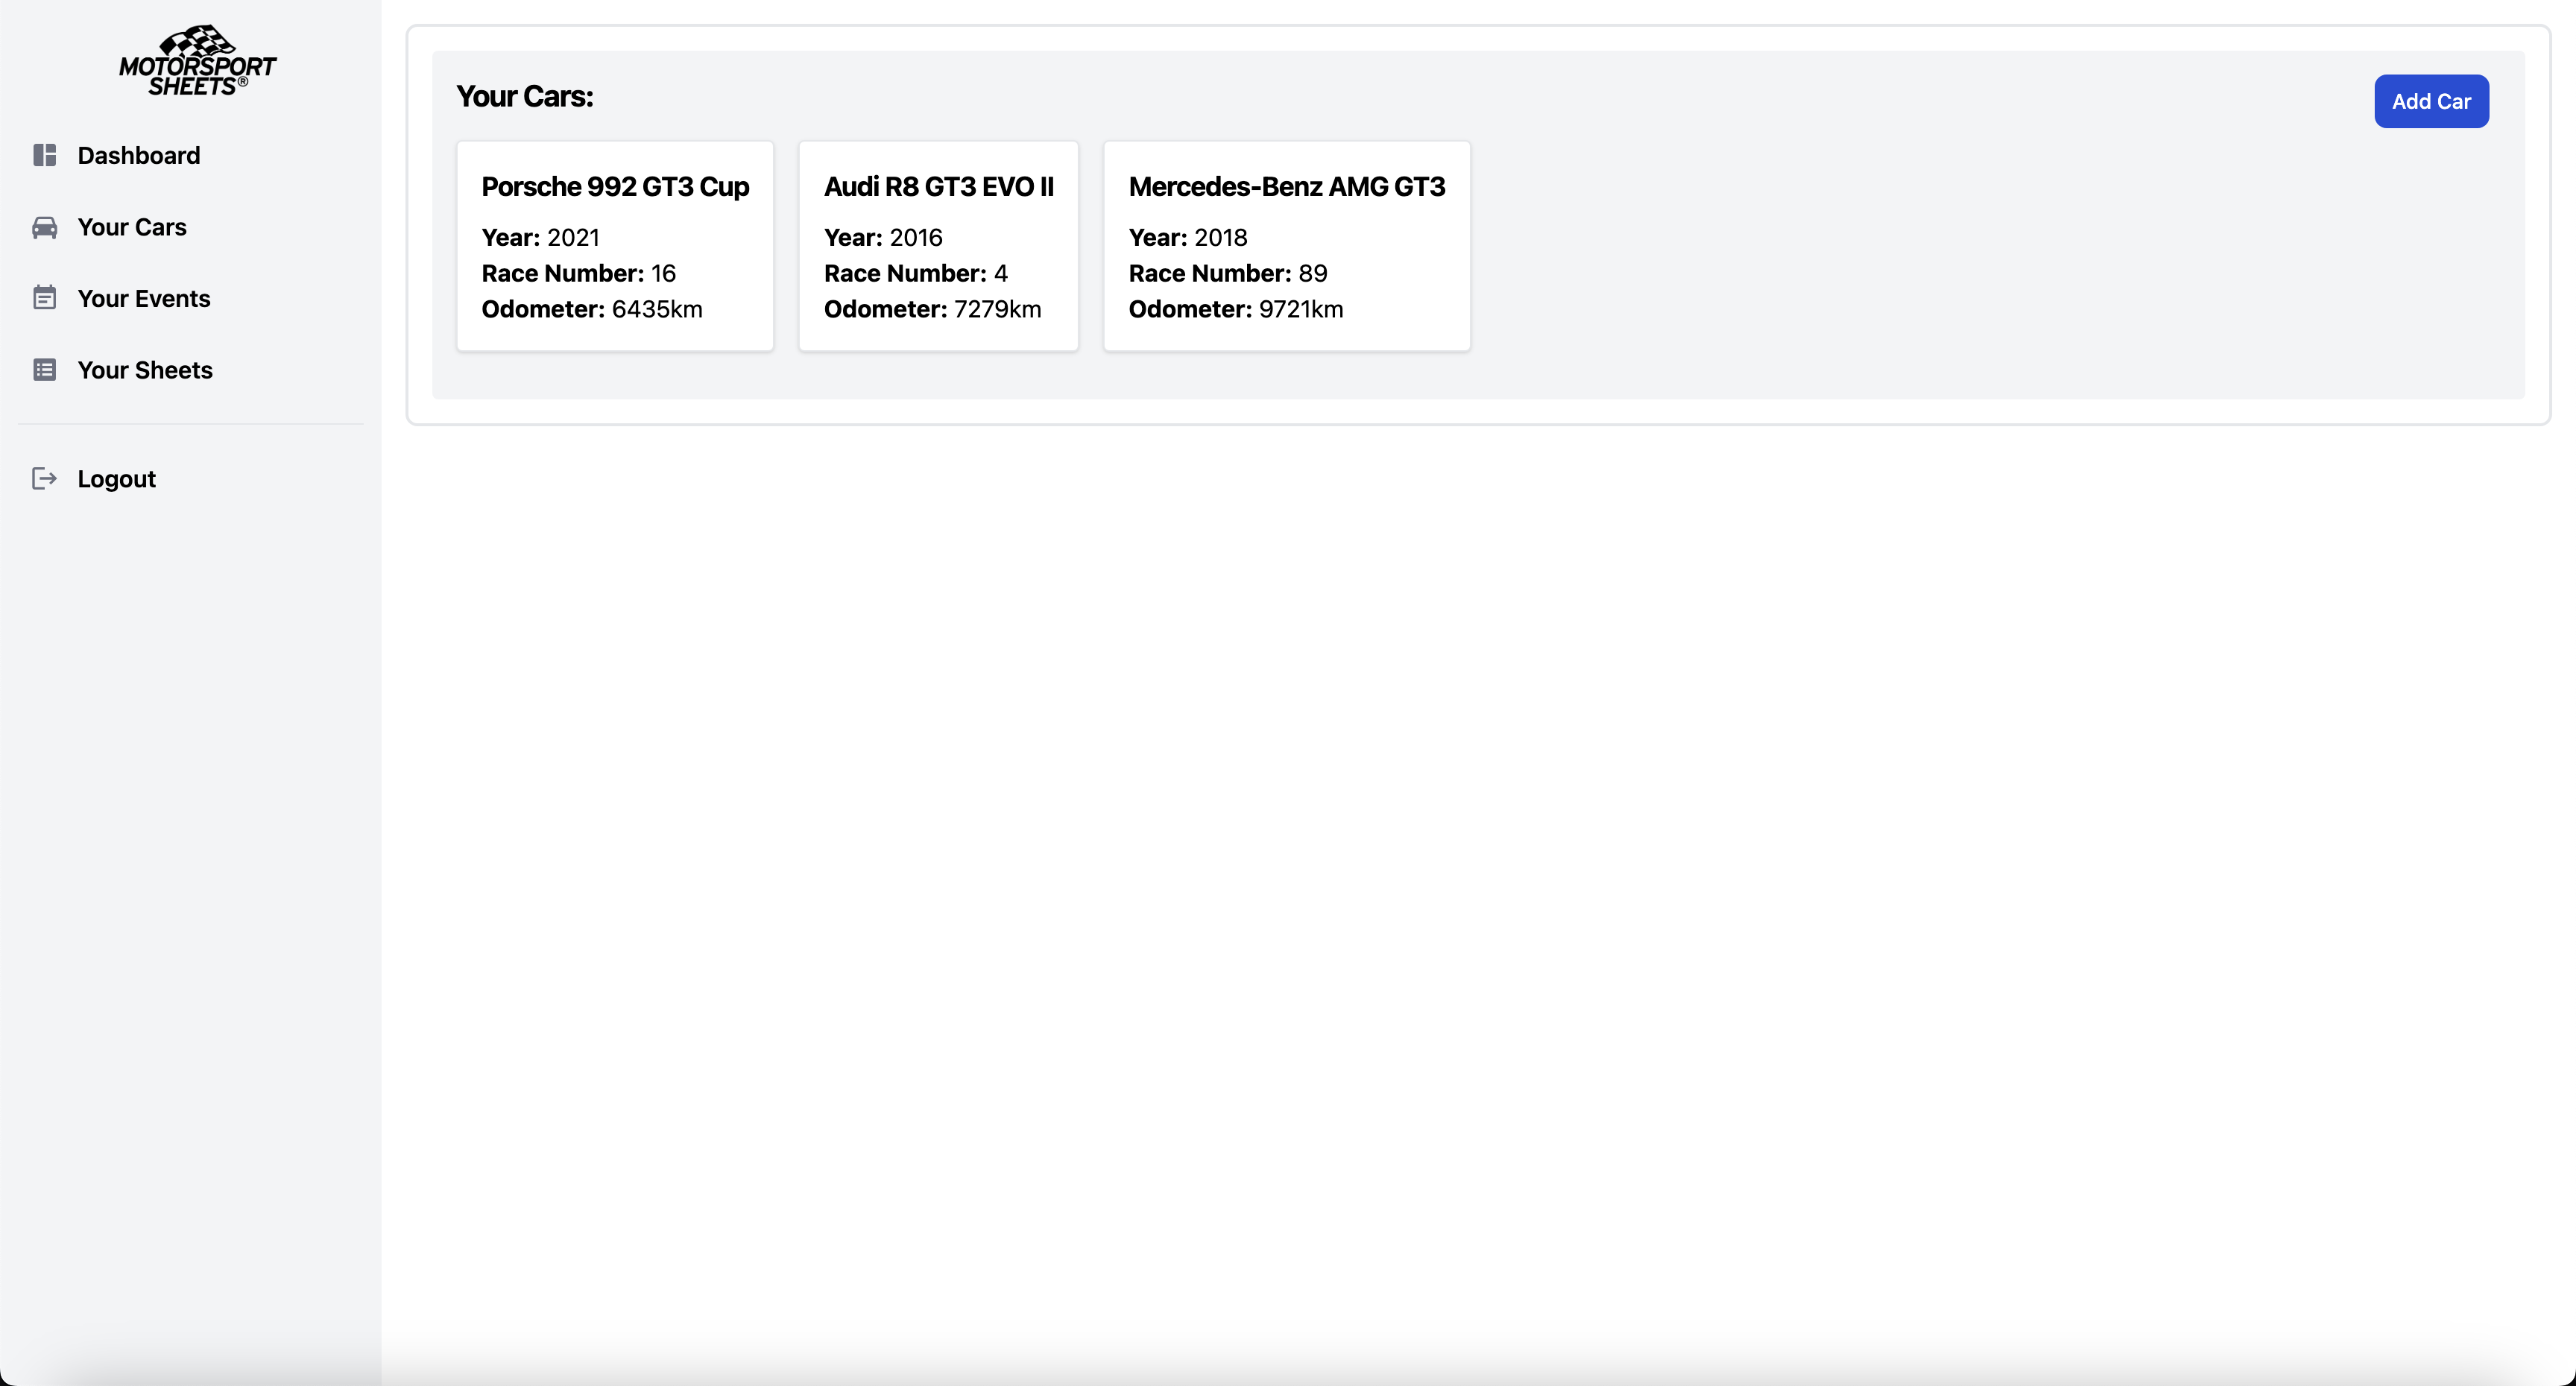 MOTORSPORT
SHEETS®
Dashboard
Your Cars
Your Events
Your Sheets
Logout
Your Cars:
Add Car
Porsche 992 GT3 Cup
Year: 2021
Race Number: 16
Odometer: 6435km
Audi R8 GT3 EVO II
Year: 2016
Race Number: 4
Odometer: 7279km
Mercedes-Benz AMG GT3
Year: 2018
Race Number: 89
Odometer: 9721km